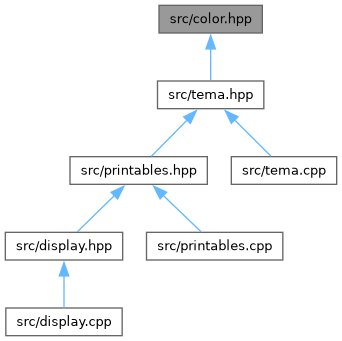 src/color.hpp
src/tema.hpp
src/printables.hpp
src/tema.cpp
src/display.hpp
src/printables.cpp
src/display.cpp